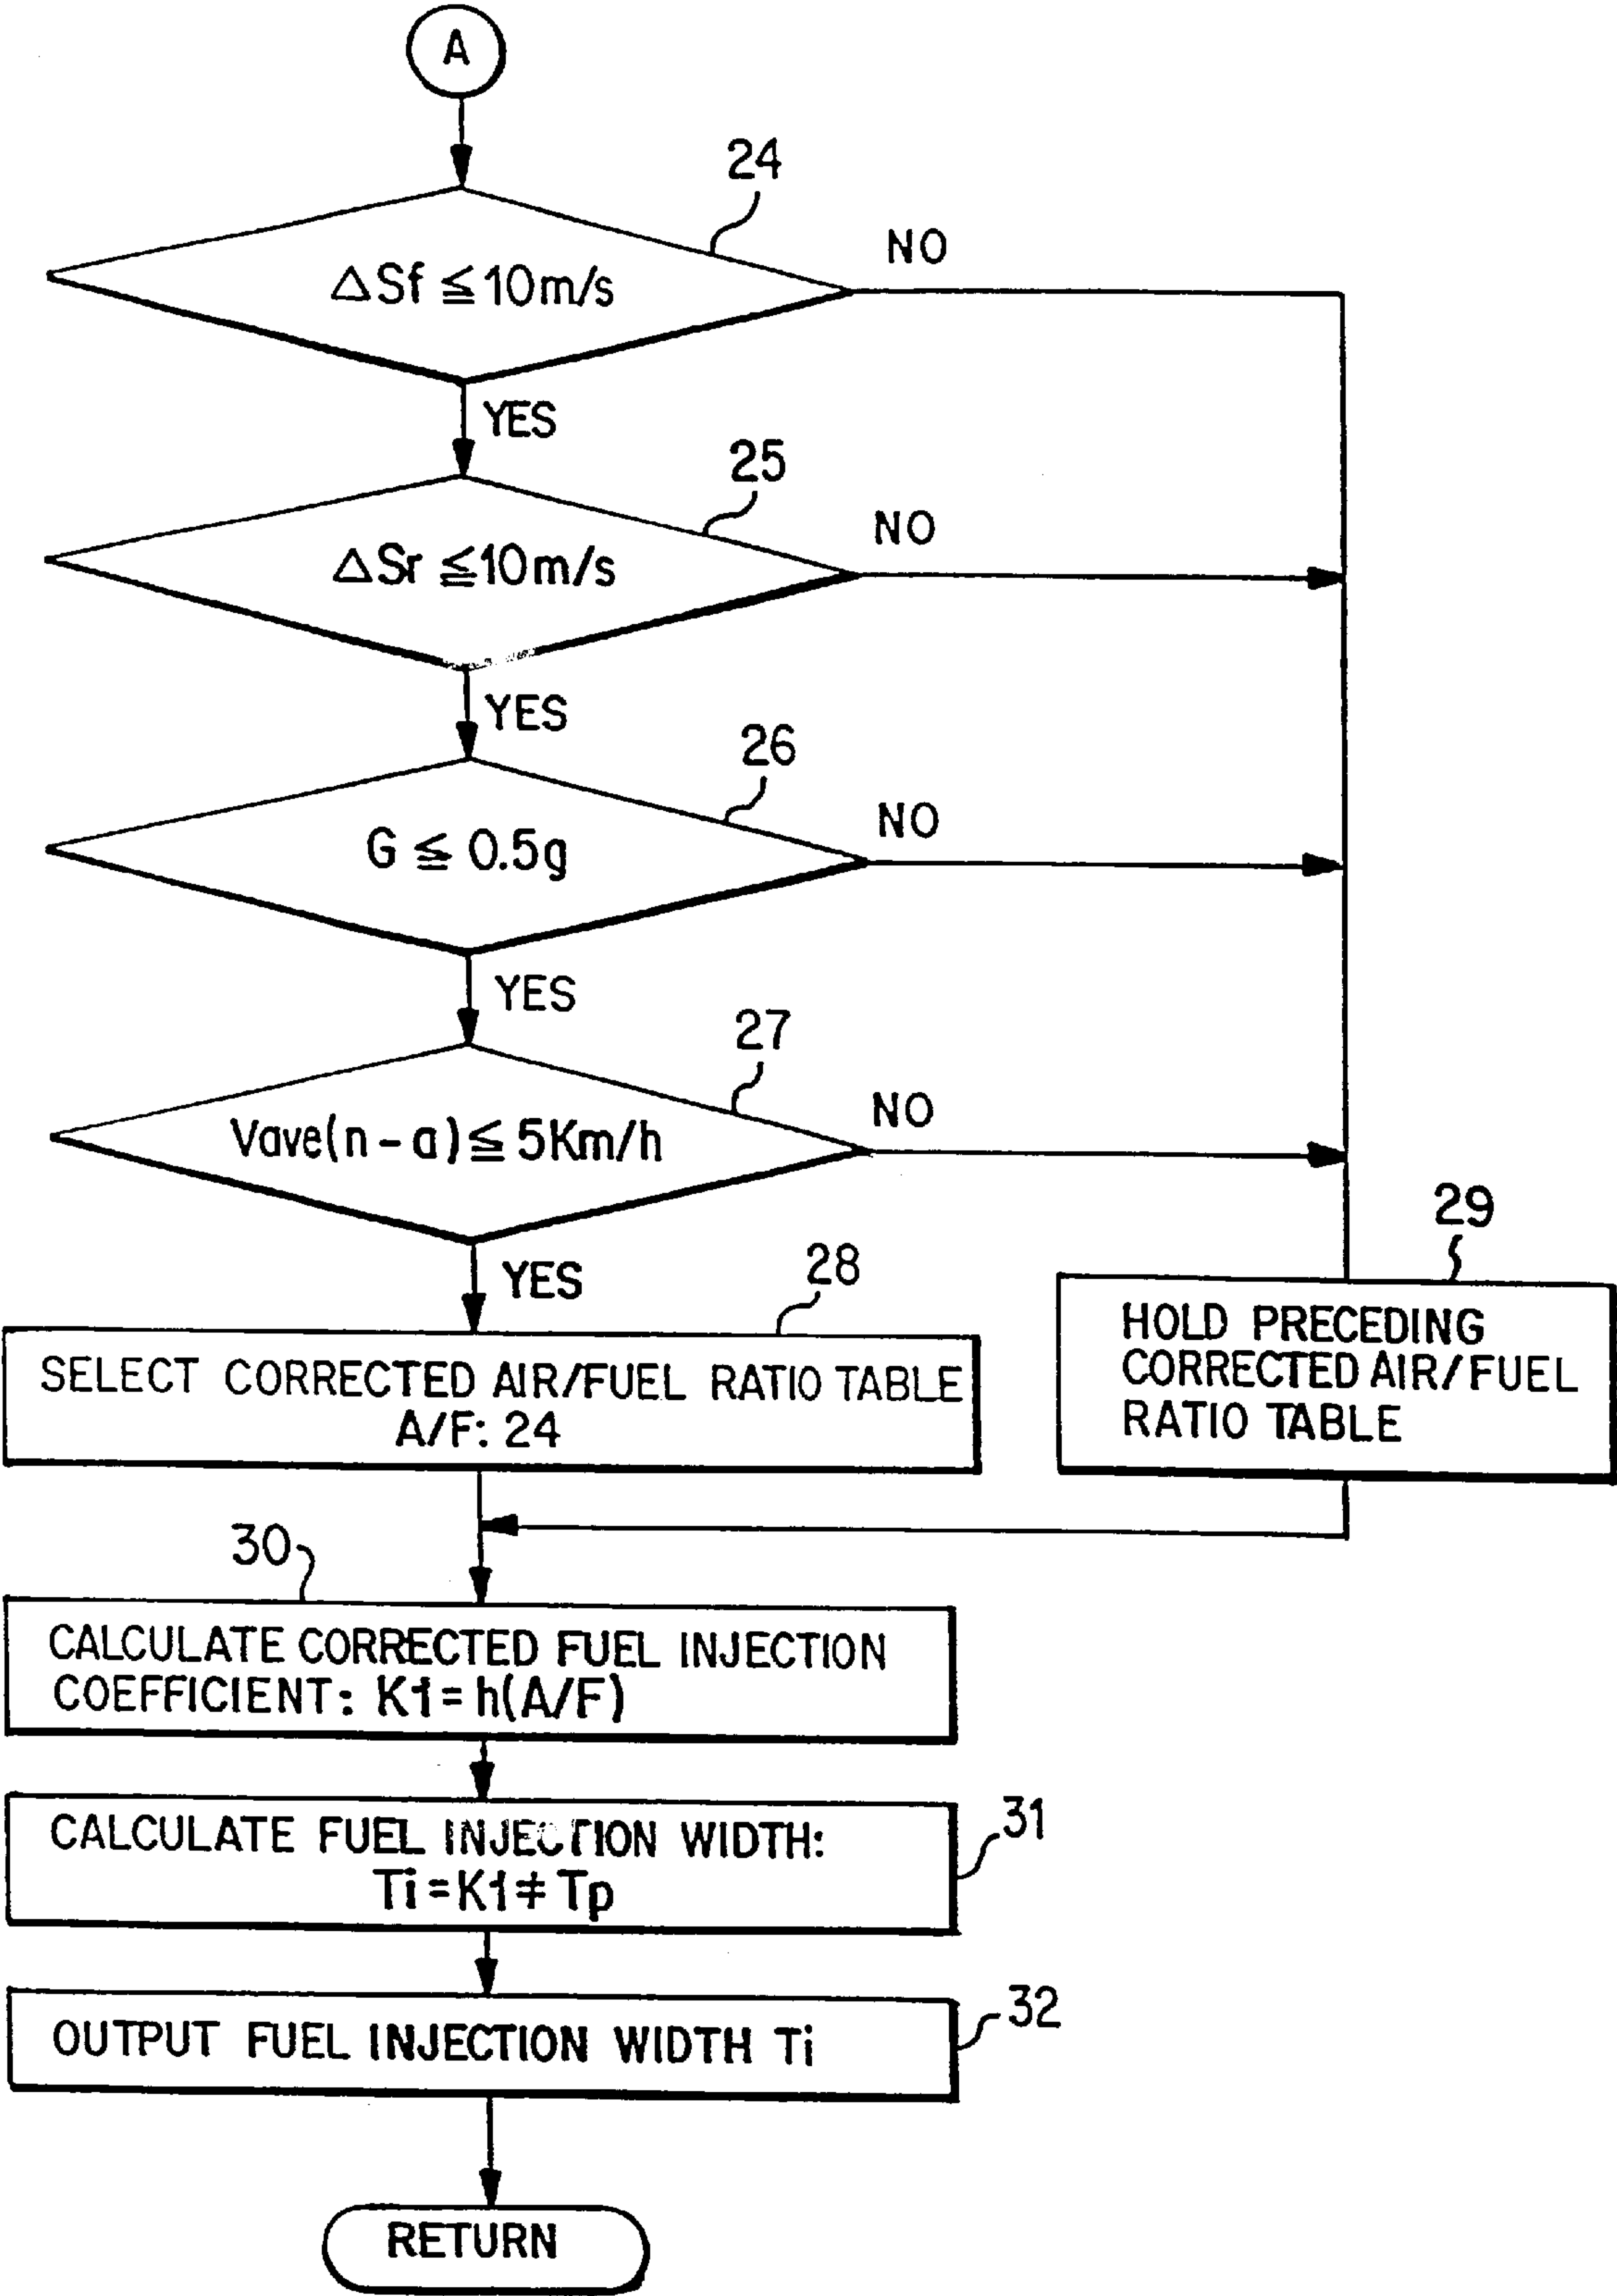 A
24
NO
△Sf ≦ 10m/s
YES
25
NO
△Sr ≦ 10m/s
YES
26
NO
G ≦ 0.5g
YES
27
NO
Vave(n-a) ≦ 5Km/h
YES
28
29
SELECT CORRECTED AIR/FUEL RATIO TABLE
A/F: 24
HOLD PRECEDING
CORRECTED AIR/FUEL
RATIO TABLE
30
CALCULATE CORRECTED FUEL INJECTION
COEFFICIENT: K1 = h(A/F)
31
CALCULATE FUEL INJECTION WIDTH:
Ti = K1 ≠ Tp
32
OUTPUT FUEL INJECTION WIDTH Ti
RETURN